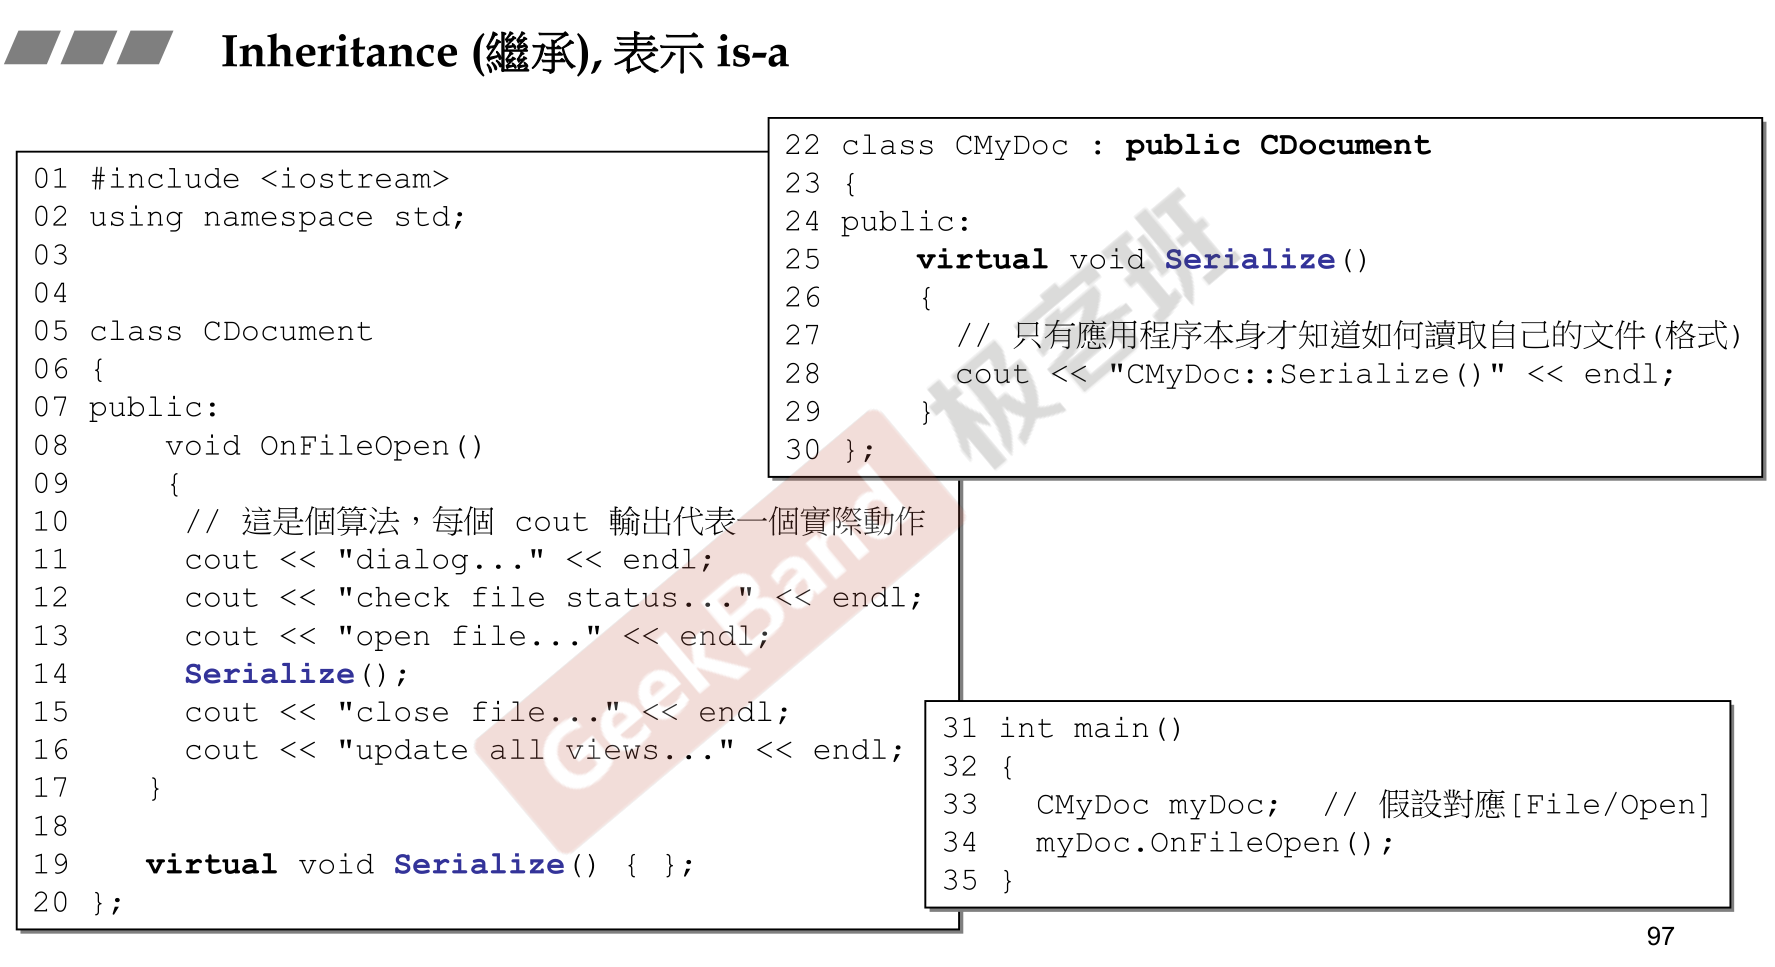 Inheritance (繼承), 表示 is-a
01 #include <iostream>
02 using namespace std;
03
04
05 class CDocument
06 {
07 public:
08     void OnFileOpen()
09     {
10      // 這是個算法，每個 cout 輸出代表一個實際動作
11      cout << "dialog..." << endl;
12      cout << "check file status..." << endl;
13      cout << "open file..." << endl;
14      Serialize();
15      cout << "close file..." << endl;
16      cout << "update all views..." << endl;
17    }
18
19    virtual void Serialize() { };
20 };
22 class CMyDoc : public CDocument
23 {
24 public:
25     virtual void Serialize()
26     {
27       // 只有應用程序本身才知道如何讀取自己的文件(格式)
28       cout << "CMyDoc::Serialize()" << endl;
29     }
30 };
31 int main()
32 {
33   CMyDoc myDoc;  // 假設對應[File/Open]
34   myDoc.OnFileOpen();
35 }
GeekBand 极客班
97